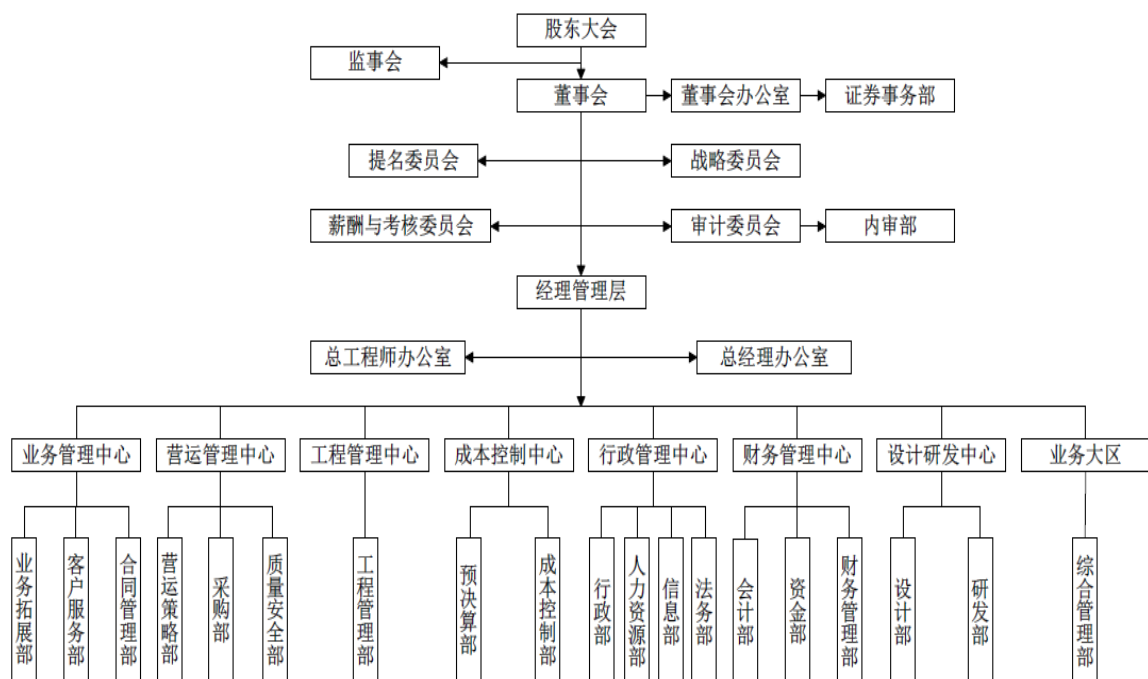 股东大会
监事会
董事会
董事会办公室
证券事务部
提名委员会
战略委员会
薪酬与考核委员会
审计委员会
内审部
经理管理层
总工程师办公室
总经理办公室
业务管理中心
营运管理中心
工程管理中心
成本控制中心
行政管理中心
财务管理中心
设计研发中心
业务大区
业务拓展部
客户服务部
合同管理部
营运策略部
采购部
质量安全部
工程管理部
预决算部
成本控制部
行政部
人力资源部
信息部
法务部
会计部
资金部
财务管理部
设计部
研发部
综合管理部